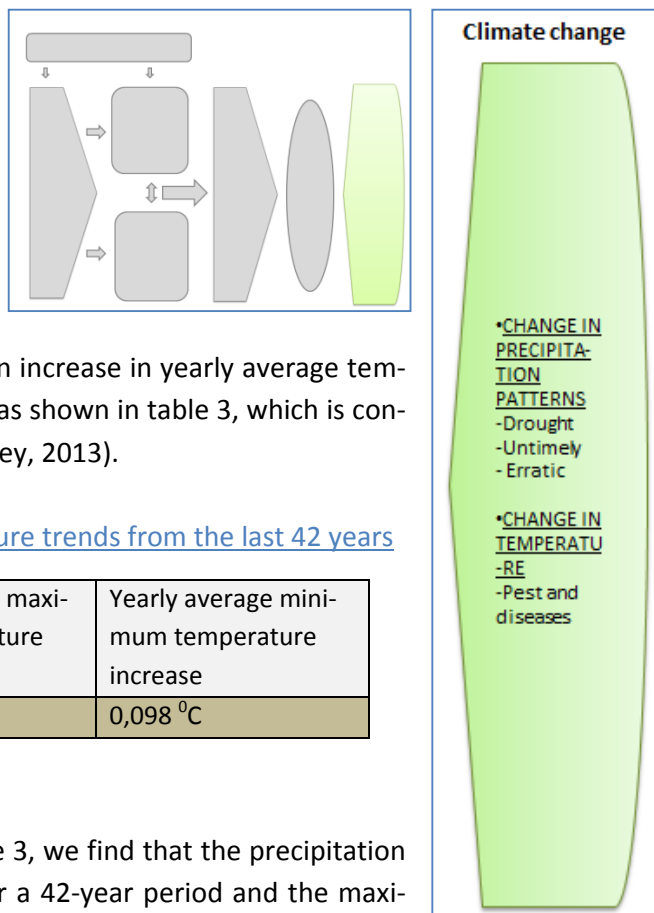 n increase in yearly average tem-
as shown in table 3, which is con-
ey, 2013).
ure trends from the last 42 years
maxi-
ture
Yearly average mini-
mum temperature
increase
0,098 ⁰C
e 3, we find that the precipitation
r a 42-year period and the maxi-
Climate change
•CHANGE IN
PRECIPITA-
TION
PATTERNS
-Drought
-Untimely
- Erratic
•CHANGE IN
TEMPERATU
-RE
-Pest and
diseases